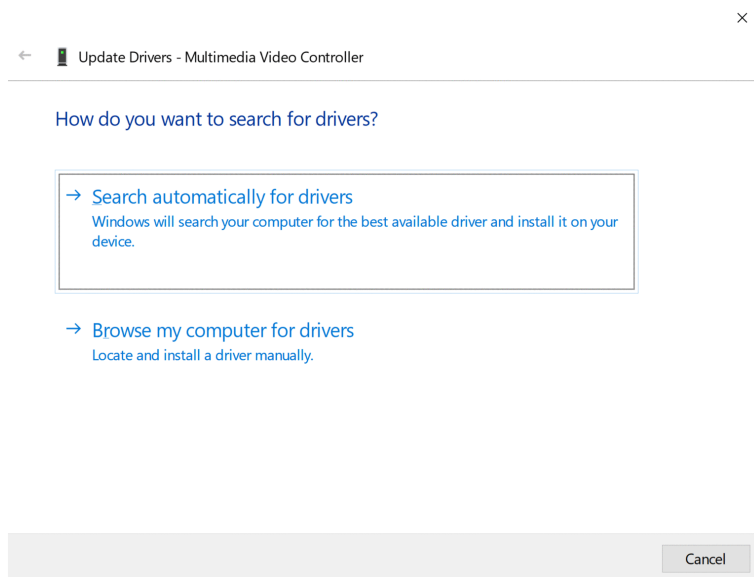 Update Drivers - Multimedia Video Controller
How do you want to search for drivers?
Search automatically for drivers
Windows will search your computer for the best available driver and install it on your
device.
Browse my computer for drivers
Locate and install a driver manually.
Cancel